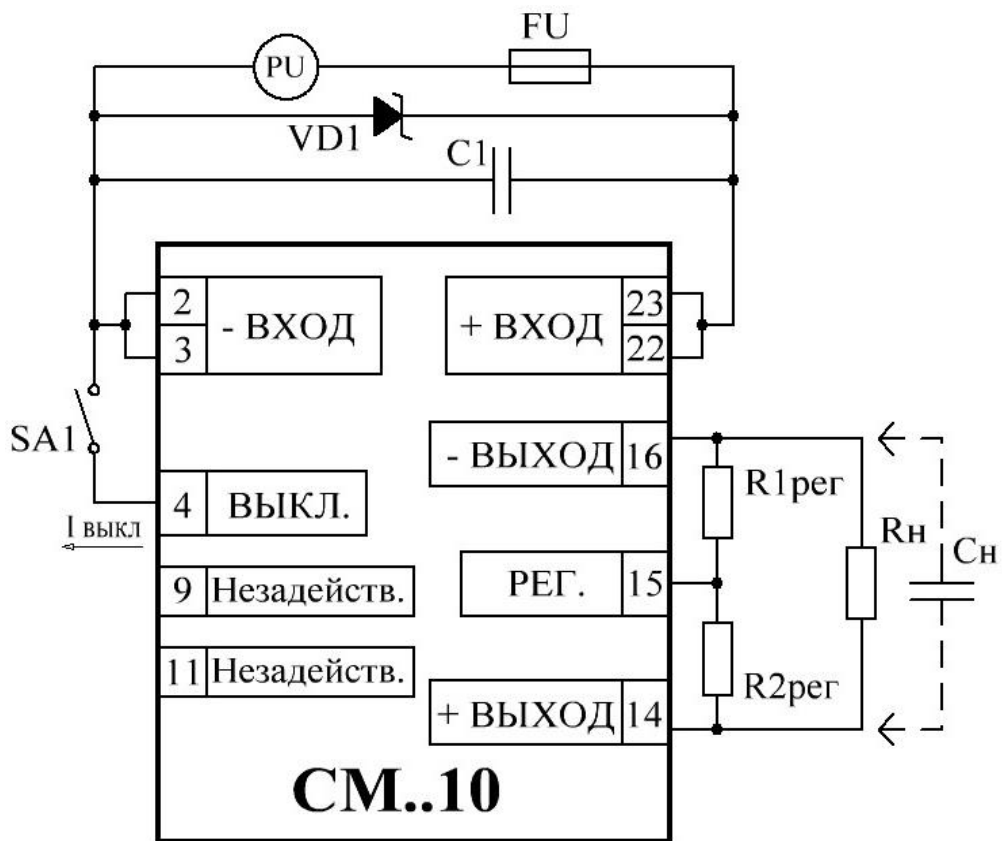 FU
PU
VD1
C1
2
- ВХОД
3
+ ВХОД
23
22
SA1
- ВЫХОД
16
R1рег
4
ВЫКЛ.
I выкл
Rн
Cн
9
Незадейств.
РЕГ.
15
11
Незадейств.
R2рег
+ ВЫХОД
14
СМ..10